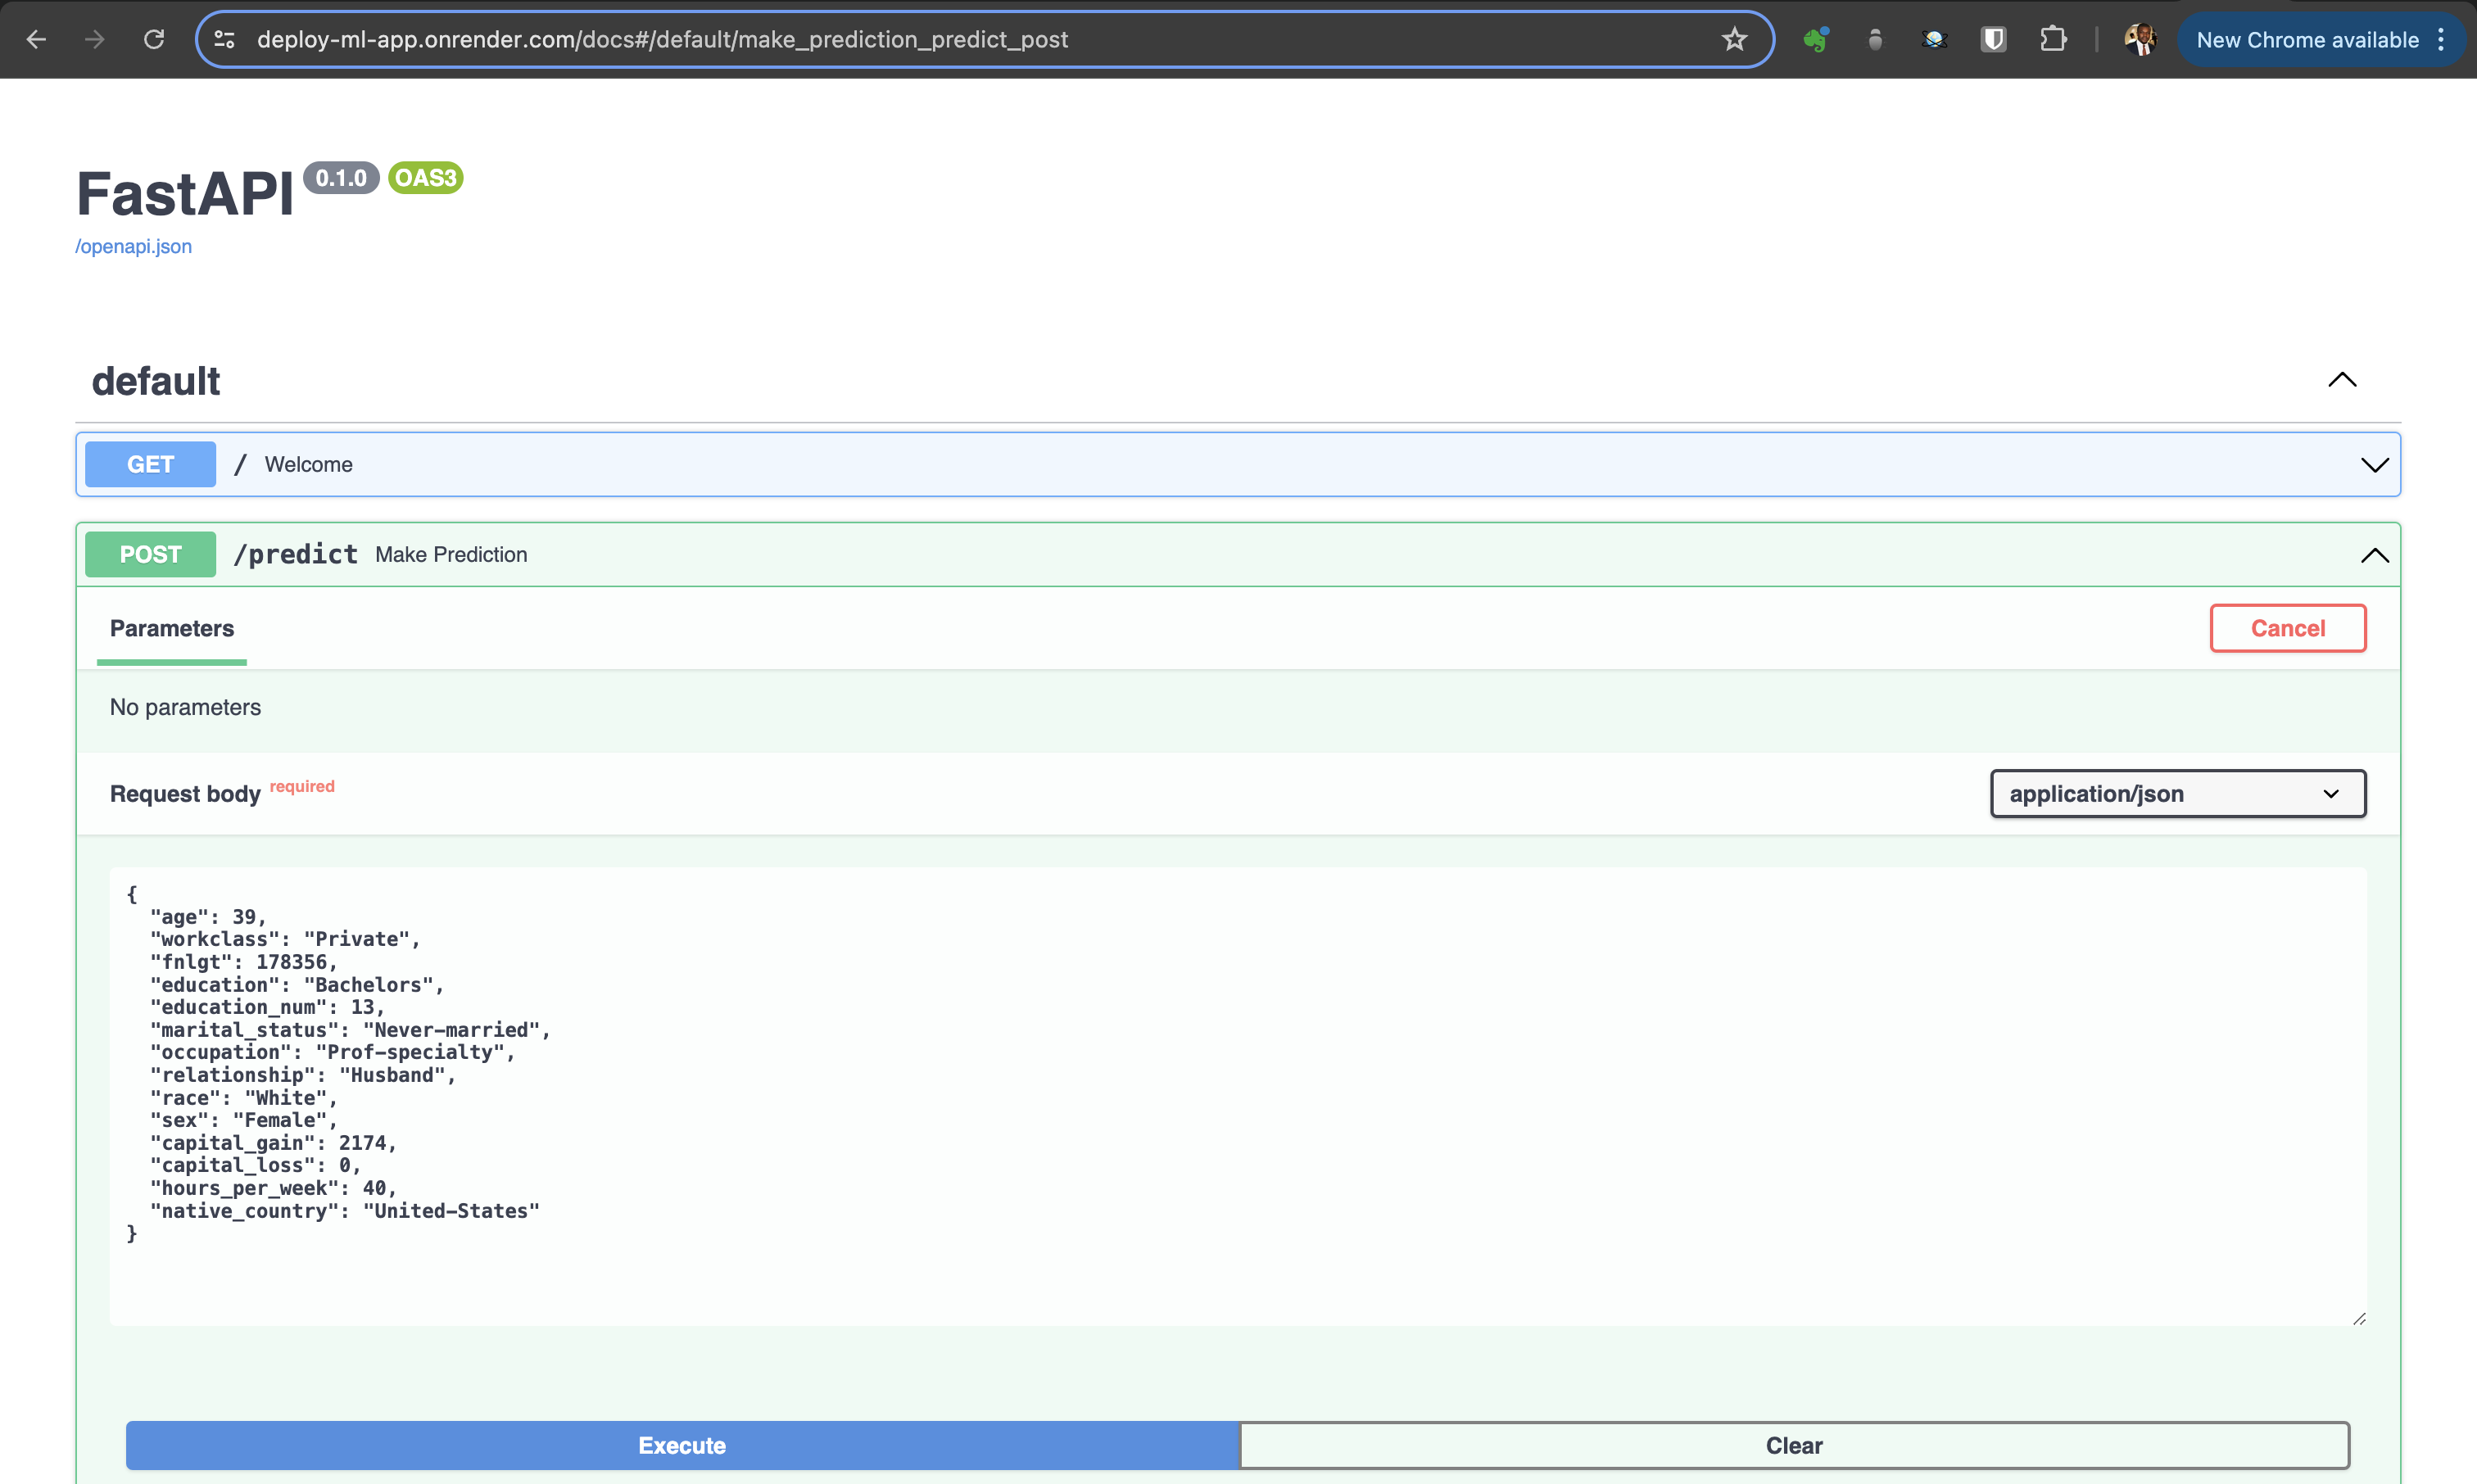 deploy-ml-app.onrender.com/docs#/default/make_prediction_predict_post
New Chrome available
FastAPI 0.1.0 OAS3
/openapi.json
default
GET / Welcome
POST /predict Make Prediction
Parameters
Cancel
No parameters
Request body required
application/json
{
  "age": 39,
  "workclass": "Private",
  "fnlgt": 178356,
  "education": "Bachelors",
  "education_num": 13,
  "marital_status": "Never-married",
  "occupation": "Prof-specialty",
  "relationship": "Husband",
  "race": "White",
  "sex": "Female",
  "capital_gain": 2174,
  "capital_loss": 0,
  "hours_per_week": 40,
  "native_country": "United-States"
}
Execute
Clear